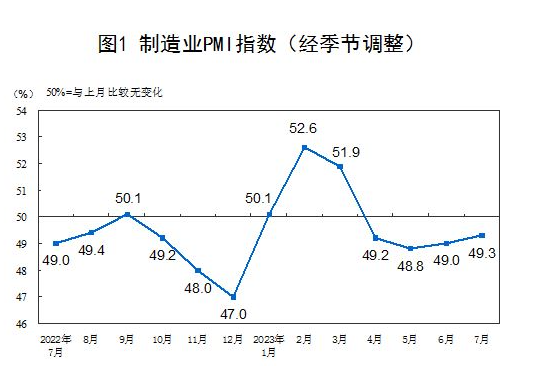 图1 制造业PMI指数（经季节调整）
（%） 50%=与上月比较无变化
54
53
52
51
50
49
48
47
46
49.0
49.4
50.1
49.2
48.0
47.0
50.1
52.6
51.9
49.2
48.8
49.0
49.3
2022年
7月
8月
9月
10月
11月
12月
2023年
1月
2月
3月
4月
5月
6月
7月